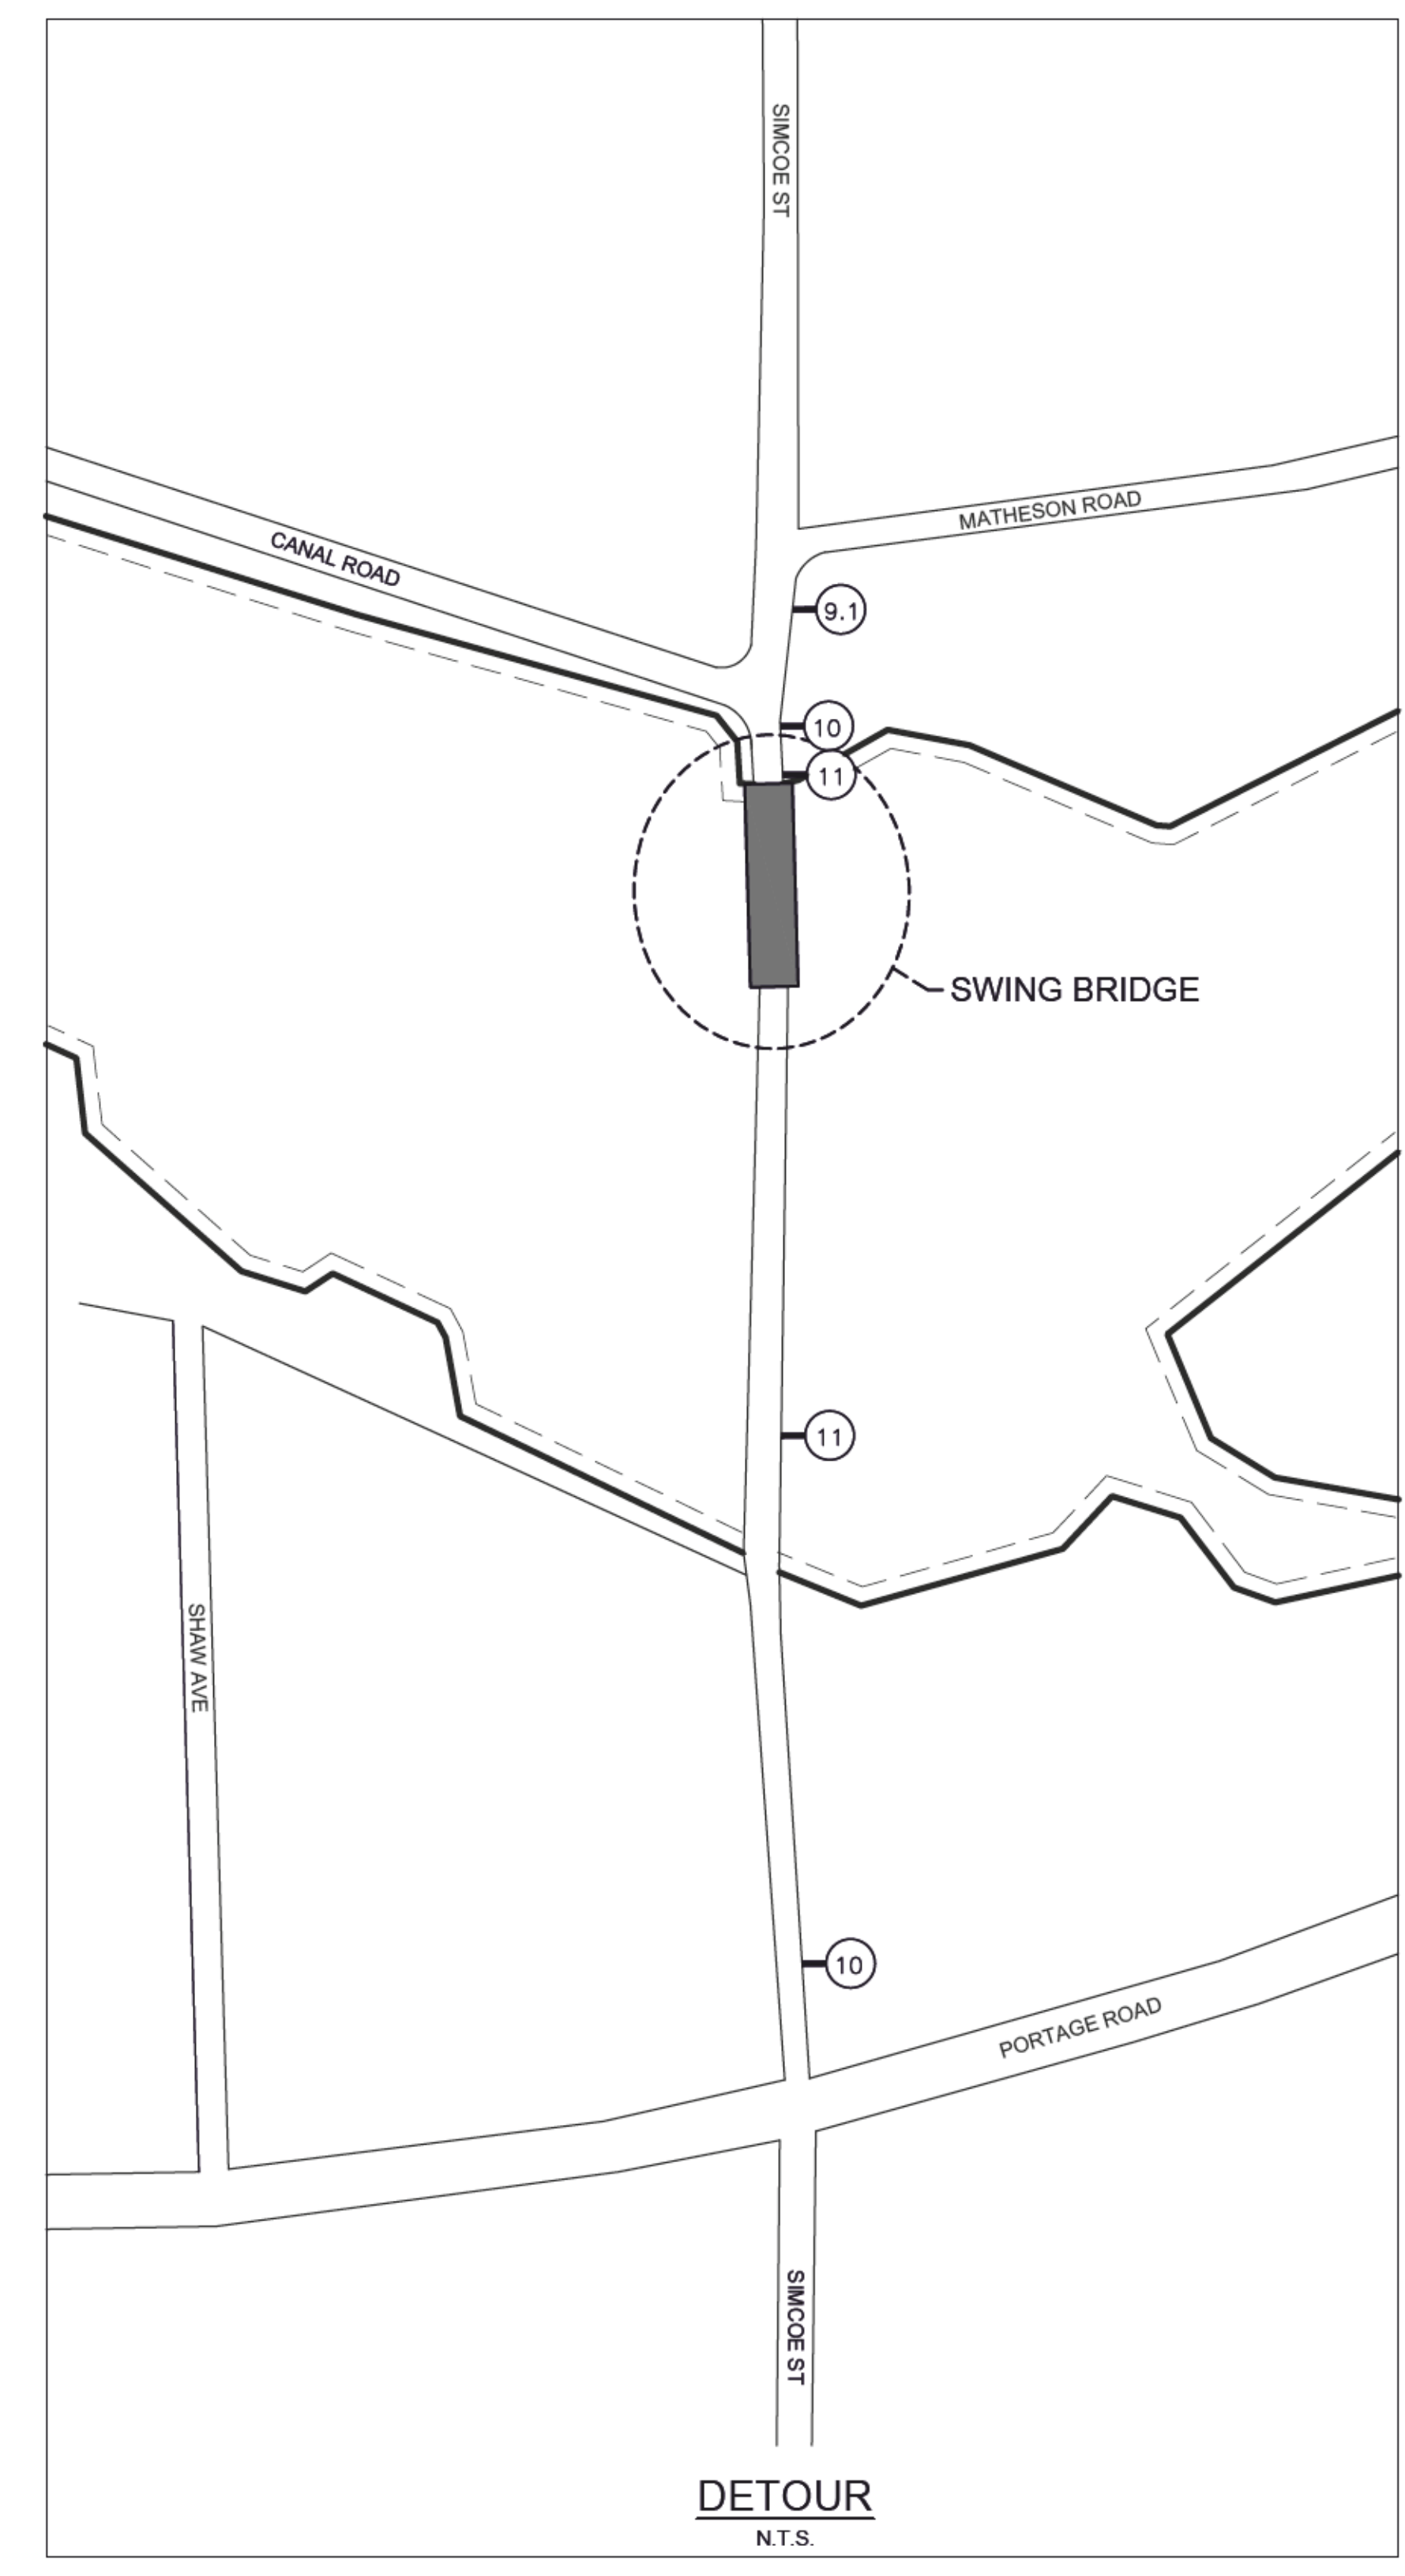 SIMCOE ST
MATHESON ROAD
CANAL ROAD
9.1
10
11
SWING BRIDGE
11
SHAW AVE
10
PORTAGE ROAD
SIMCOE ST
DETOUR
N.T.S.